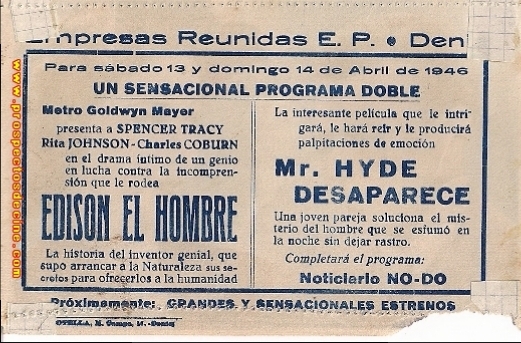 Empresas Reunidas E. P. • Deni
Para sábado 13 y domingo 14 de Abril de 1946
UN SENSACIONAL PROGRAMA DOBLE
Metro Goldwyn Mayer
presenta a SPENCER TRACY
Rita JOHNSON - Charles COBURN
en el drama íntimo de un genio
en lucha contra la incompren-
sión que le rodea
EDISON EL HOMBRE
La historia del inventor genial, que
supo arrancar a la Naturaleza sus se-
cretos para ofrecerlos a la humanidad
La interesante película que le intri-
gará, le hará reír y le producirá
palpitaciones de emoción
Mr. HYDE
DESAPARECE
Una joven pareja soluciona el mis-
terio del hombre que se esfumó en
la noche sin dejar rastro.
Completará el programa:
Noticiario NO-DO
Próximamente: GRANDES Y SENSACIONALES ESTRENOS
www.prospectosdecine.com